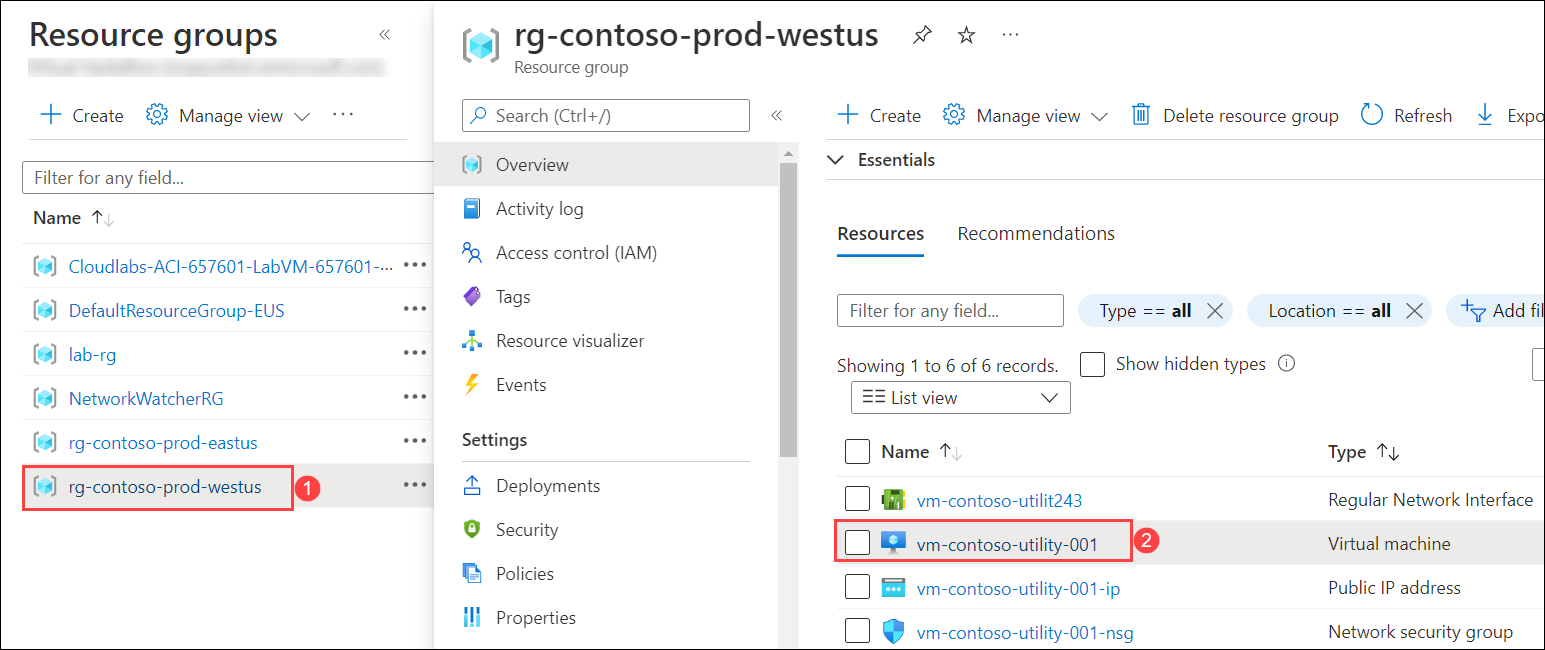 Resource groups
«
Create
Manage view
...
Filter for any field...
Name ↑↓
Cloudlabs-ACI-657601-LabVM-657601-... •••
DefaultResourceGroup-EUS •••
lab-rg •••
NetworkWatcherRG •••
rg-contoso-prod-eastus •••
rg-contoso-prod-westus 1 •••
rg-contoso-prod-westus ...
Resource group
Search (Ctrl+/) «
Overview
Activity log
Access control (IAM)
Tags
Resource visualizer
Events
Settings
Deployments
Security
Policies
Properties
+ Create Manage view Delete resource group Refresh Expo
Essentials
Resources Recommendations
Filter for any field... Type == all Location == all Add fil
Showing 1 to 6 of 6 records. Show hidden types
List view
Name ↑↓ Type ↑↓
vm-contoso-utilit243 Regular Network Interface
vm-contoso-utility-001 2 Virtual machine
vm-contoso-utility-001-ip Public IP address
vm-contoso-utility-001-nsg Network security group